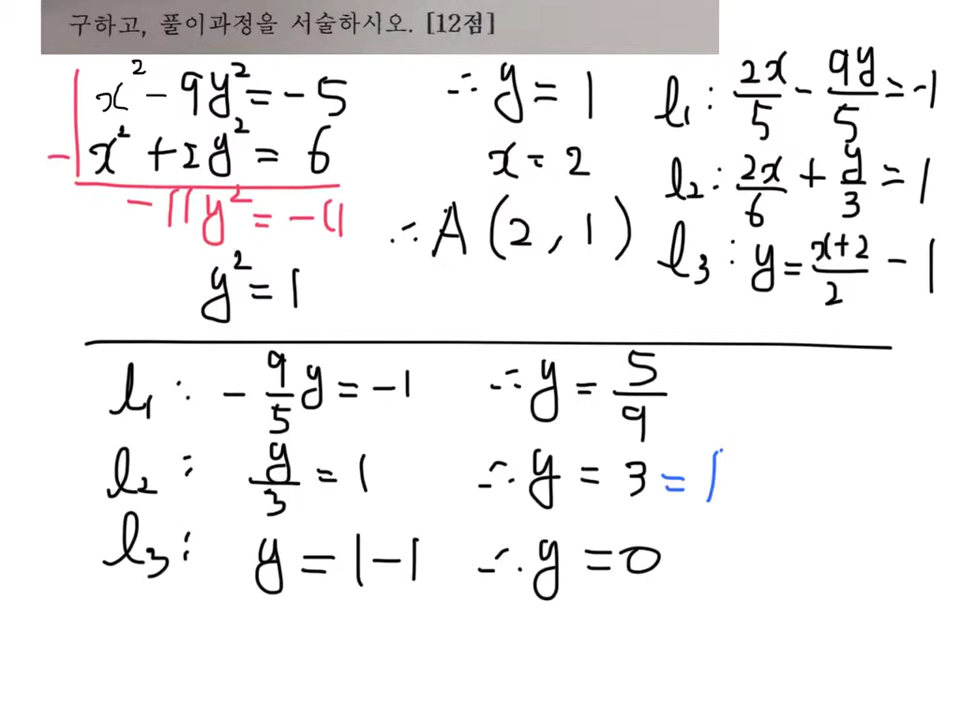 구하고, 풀이과정을 서술하시오. [12점]
x² - 9y² = -5
- x² + 2y² = 6
-11y² = -11
y² = 1
∴ y = 1
x = 2
∴ A (2, 1)
l₁ : 2x/5 - 9y/5 = -1
l₂ : 2x/6 + y/3 = 1
l₃ : y = (x+2)/2 - 1
l₁ : - 9/5 y = -1 ∴ y = 5/9
l₂ : y/3 = 1 ∴ y = 3 = 1
l₃ : y = 1 - 1 ∴ y = 0